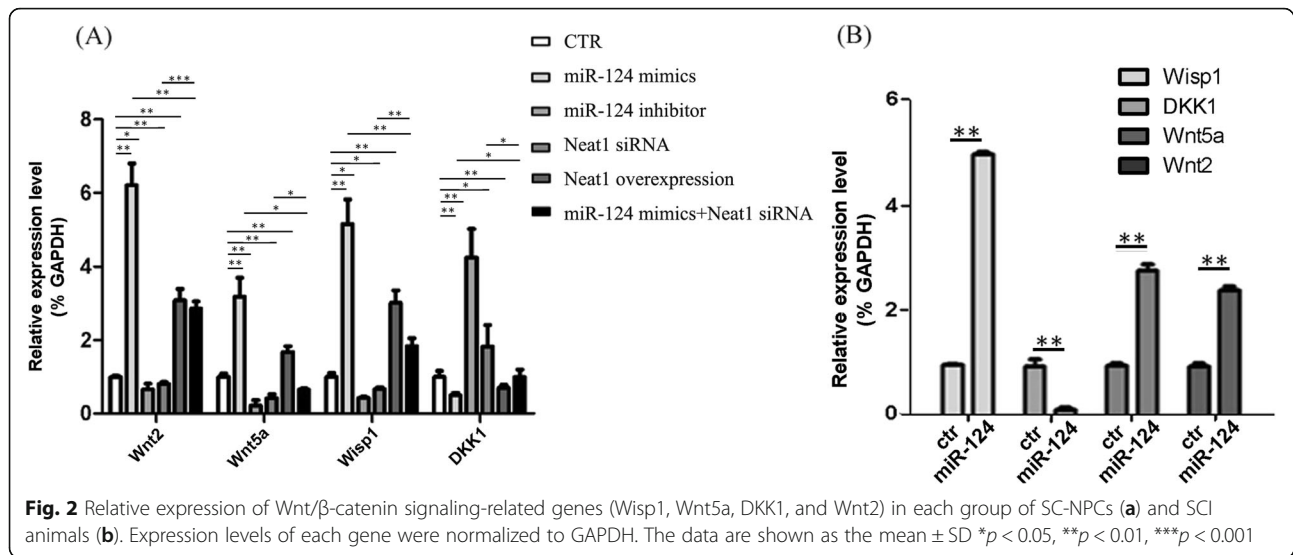 (A)
CTR
miR-124 mimics
miR-124 inhibitor
Neat1 siRNA
Neat1 overexpression
miR-124 mimics+Neat1 siRNA
Relative expression level
(% GAPDH)
8
6
4
2
0
***
**
**
**
*
**
*
*
**
**
**
**
**
**
**
*
*
**
*
*
**
*
**
**
Wnt2
Wnt5a
Wisp1
DKK1
(B)
Wisp1
DKK1
Wnt5a
Wnt2
Relative expression level
(% GAPDH)
6
4
2
0
**
**
**
**
ctr
miR-124
ctr
miR-124
ctr
miR-124
ctr
miR-124
Fig. 2 Relative expression of Wnt/β-catenin signaling-related genes (Wisp1, Wnt5a, DKK1, and Wnt2) in each group of SC-NPCs (a) and SCI
animals (b). Expression levels of each gene were normalized to GAPDH. The data are shown as the mean ± SD *p < 0.05, **p < 0.01, ***p < 0.001